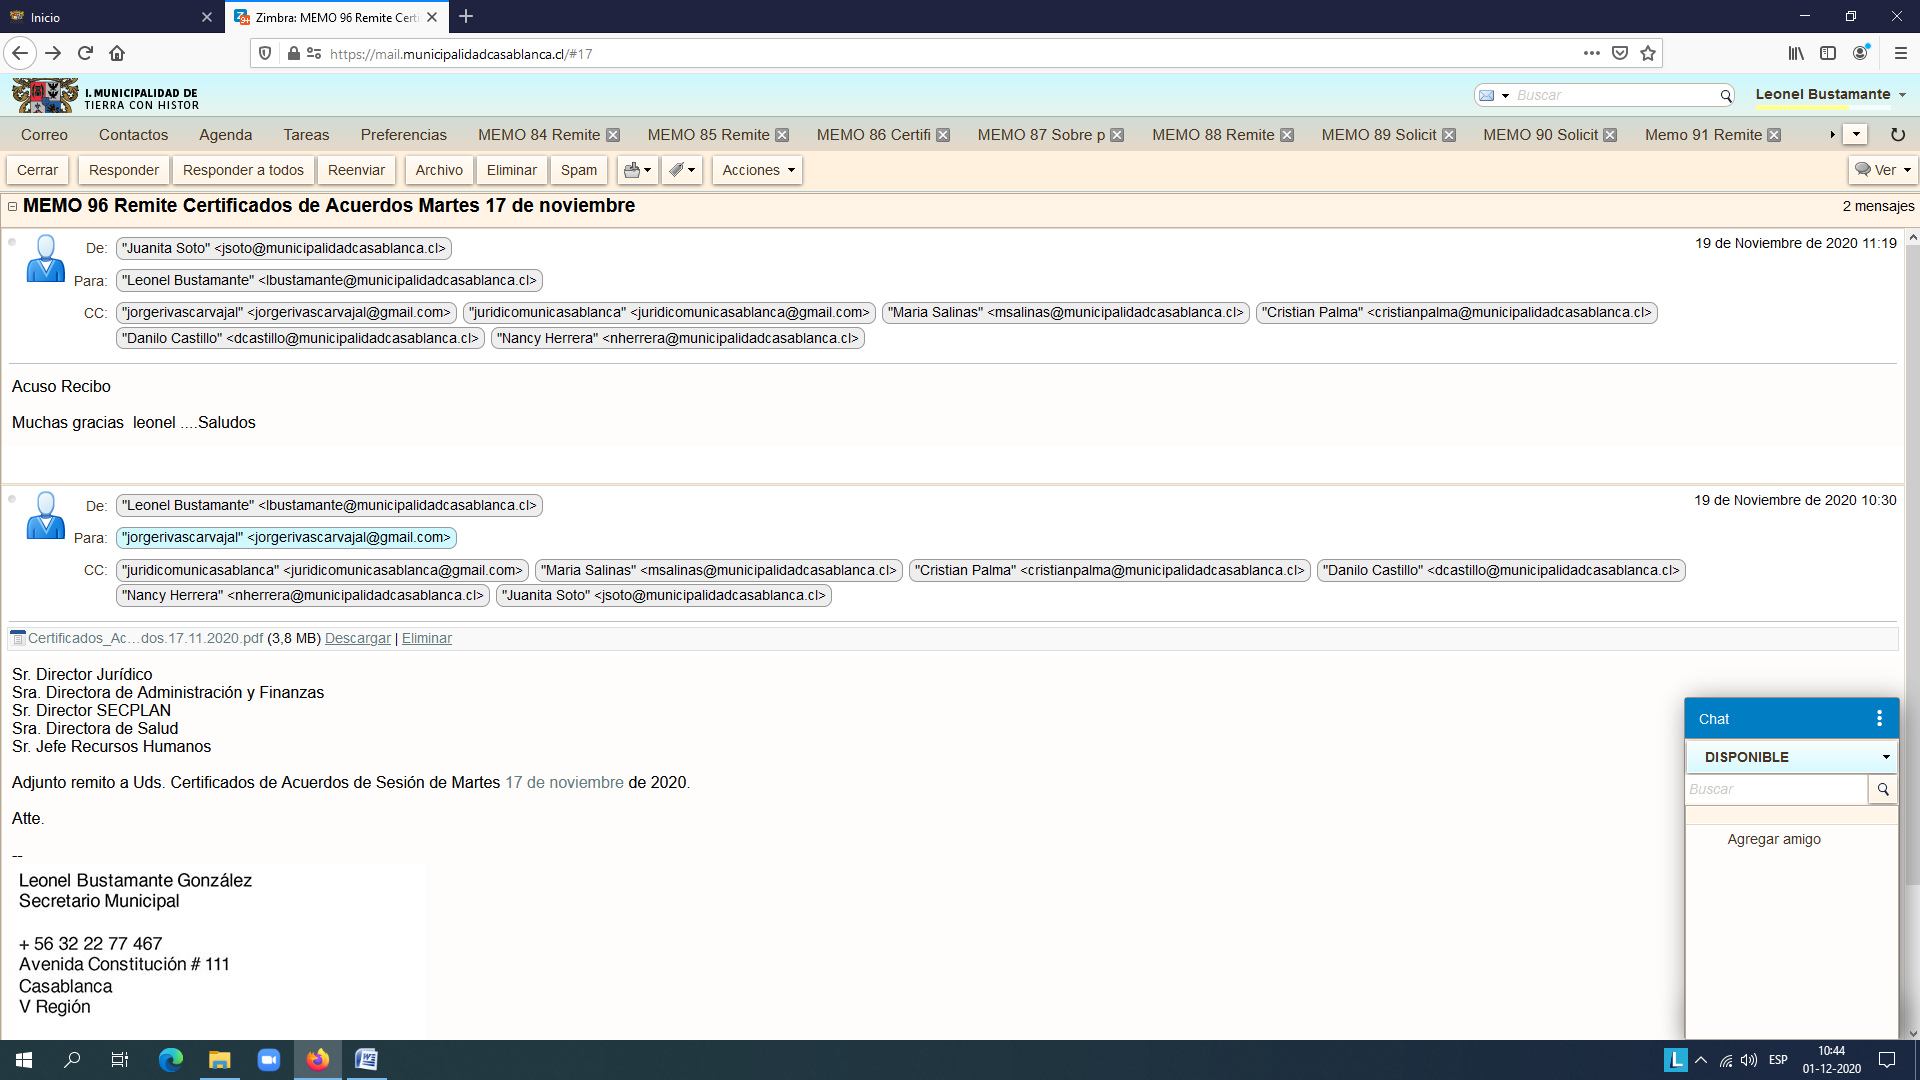 Inicio
Zimbra: MEMO 96 Remite Certi
https://mail.municipalidadcasablanca.cl/#17
I. MUNICIPALIDAD DE
TIERRA CON HISTOR
Buscar
Leonel Bustamante
Correo Contactos Agenda Tareas Preferencias MEMO 84 Remite MEMO 85 Remite MEMO 86 Certifi MEMO 87 Sobre p MEMO 88 Remite MEMO 89 Solicit MEMO 90 Solicit Memo 91 Remite
Cerrar Responder Responder a todos Reenviar Archivo Eliminar Spam Acciones Ver
MEMO 96 Remite Certificados de Acuerdos Martes 17 de noviembre
2 mensajes
De: "Juanita Soto" <jsoto@municipalidadcasablanca.cl>
19 de Noviembre de 2020 11:19
Para: "Leonel Bustamante" <lbustamante@municipalidadcasablanca.cl>
CC: "jorgerivascarvajal" <jorgerivascarvajal@gmail.com> "juridicomunicasablanca" <juridicomunicasablanca@gmail.com> "Maria Salinas" <msalinas@municipalidadcasablanca.cl> "Cristian Palma" <cristianpalma@municipalidadcasablanca.cl>
"Danilo Castillo" <dcastillo@municipalidadcasablanca.cl> "Nancy Herrera" <nherrera@municipalidadcasablanca.cl>
Acuso Recibo
Muchas gracias  leonel ....Saludos
De: "Leonel Bustamante" <lbustamante@municipalidadcasablanca.cl>
19 de Noviembre de 2020 10:30
Para: "jorgerivascarvajal" <jorgerivascarvajal@gmail.com>
CC: "juridicomunicasablanca" <juridicomunicasablanca@gmail.com> "Maria Salinas" <msalinas@municipalidadcasablanca.cl> "Cristian Palma" <cristianpalma@municipalidadcasablanca.cl> "Danilo Castillo" <dcastillo@municipalidadcasablanca.cl>
"Nancy Herrera" <nherrera@municipalidadcasablanca.cl> "Juanita Soto" <jsoto@municipalidadcasablanca.cl>
Certificados_Ac...dos.17.11.2020.pdf (3,8 MB) Descargar | Eliminar
Sr. Director Jurídico
Sra. Directora de Administración y Finanzas
Sr. Director SECPLAN
Sra. Directora de Salud
Sr. Jefe Recursos Humanos
Adjunto remito a Uds. Certificados de Acuerdos de Sesión de Martes 17 de noviembre de 2020.
Atte.
--
Leonel Bustamante González
Secretario Municipal
+ 56 32 22 77 467
Avenida Constitución # 111
Casablanca
V Región
Chat
DISPONIBLE
Buscar
Agregar amigo
L
ESP
10:44
01-12-2020